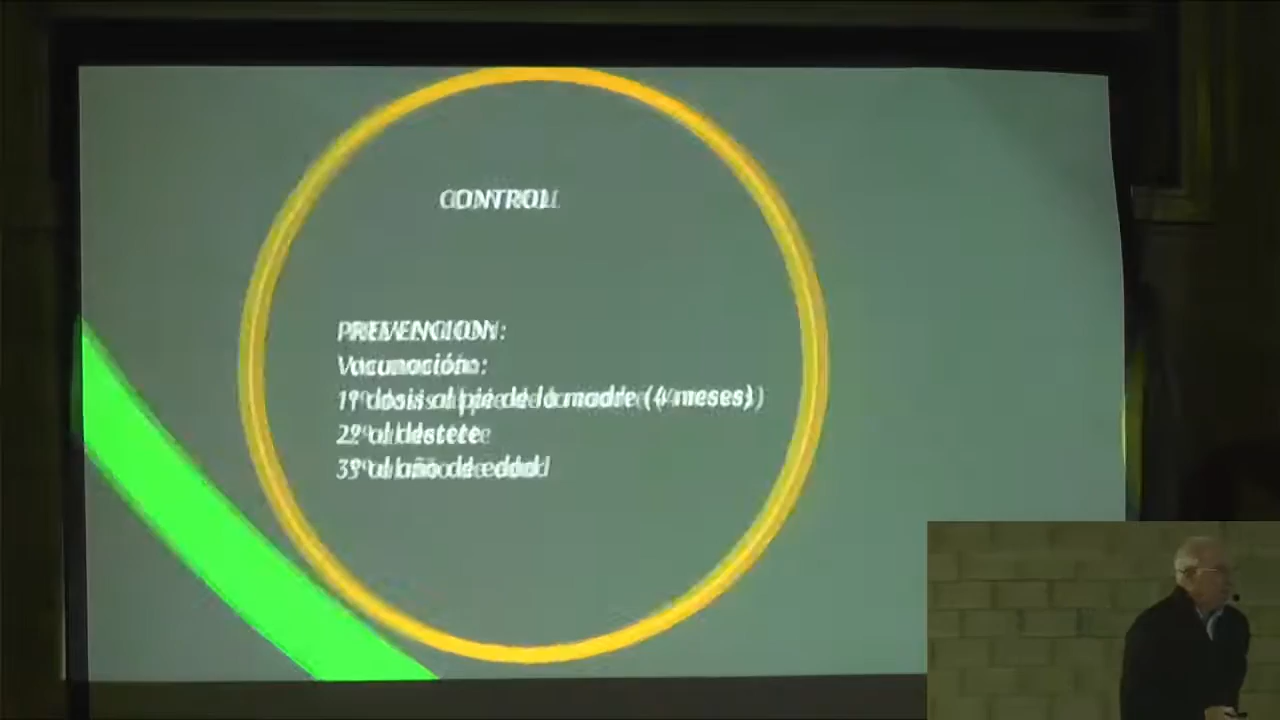 CONTROL
PREVENCION:
Vacunación:
1º dosis al pie de la madre (4 meses)
2º al destete
3º al año de edad